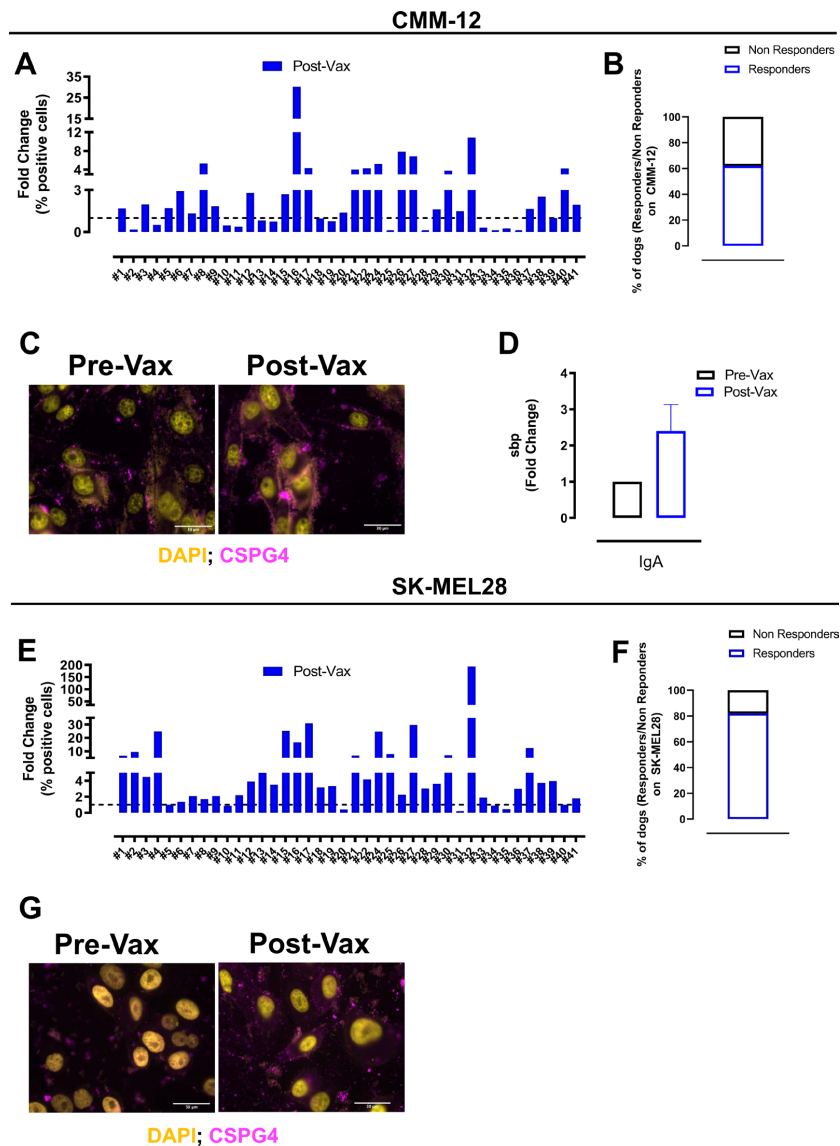 CMM-12
A
Post-Vax
Fold Change
(% positive cells)
35
25
15
12
4
3
0
#1 #2 #3 #4 #5 #6 #7 #8 #9 #10 #11 #12 #13 #14 #15 #16 #17 #18 #19 #20 #21 #22 #24 #25 #26 #27 #28 #29 #30 #31 #32 #33 #34 #35 #36 #37 #38 #39 #40 #41
B
Non Responders
Responders
% of dogs (Responders/Non Reponders
on CMM-12)
100
80
60
40
20
0
C
Pre-Vax
Post-Vax
DAPI; CSPG4
D
Pre-Vax
Post-Vax
sbp
(Fold Change)
4
3
2
1
0
IgA
SK-MEL28
E
Post-Vax
Fold Change
(% positive cells)
200
150
100
50
30
20
10
4
2
0
#1 #2 #3 #4 #5 #6 #7 #8 #9 #10 #11 #12 #13 #14 #15 #16 #17 #18 #19 #20 #21 #22 #24 #25 #26 #27 #28 #29 #30 #31 #32 #33 #34 #35 #36 #37 #38 #39 #40 #41
F
Non Responders
Responders
% of dogs (Responders/Non Reponders
on SK-MEL28)
100
80
60
40
20
0
G
Pre-Vax
Post-Vax
DAPI; CSPG4